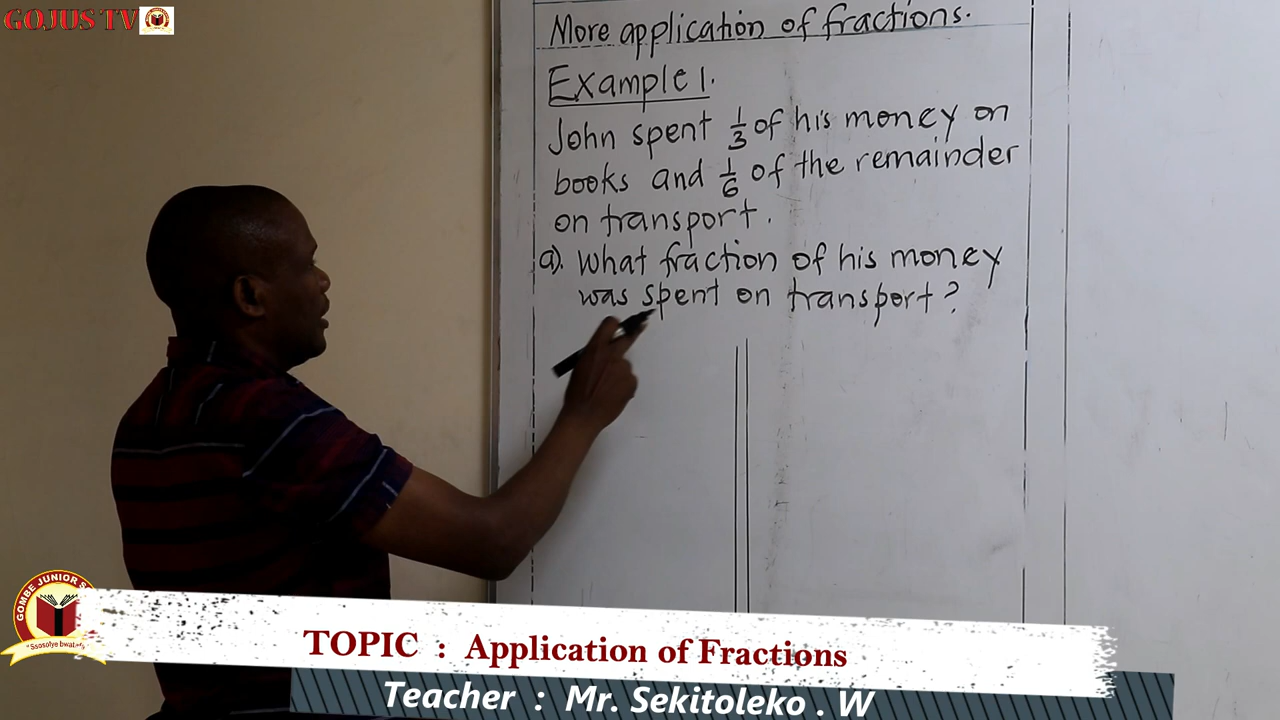 GOJUS TV
More application of fractions.
Example 1.
John spent 1/3 of his money on
books and 1/6 of the remainder
on transport.
a). What fraction of his money
was spent on transport?
GOMBE JUNIOR
TOPIC : Application of Fractions
Teacher : Mr. Sekitoleko . W